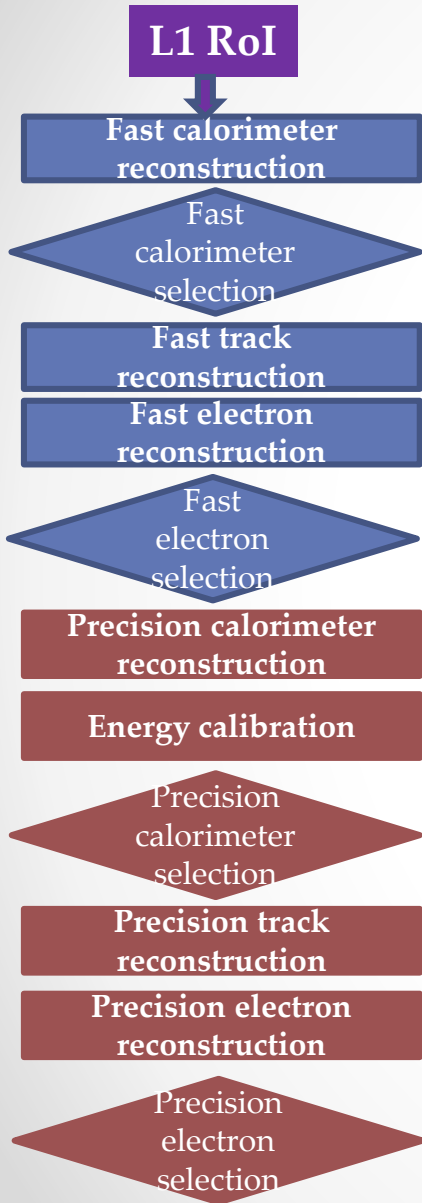 L1 RoI
Fast calorimeter
reconstruction
Fast
calorimeter
selection
Fast track
reconstruction
Fast electron
reconstruction
Fast
electron
selection
Precision calorimeter
reconstruction
Energy calibration
Precision
calorimeter
selection
Precision track
reconstruction
Precision electron
reconstruction
Precision
electron
selection